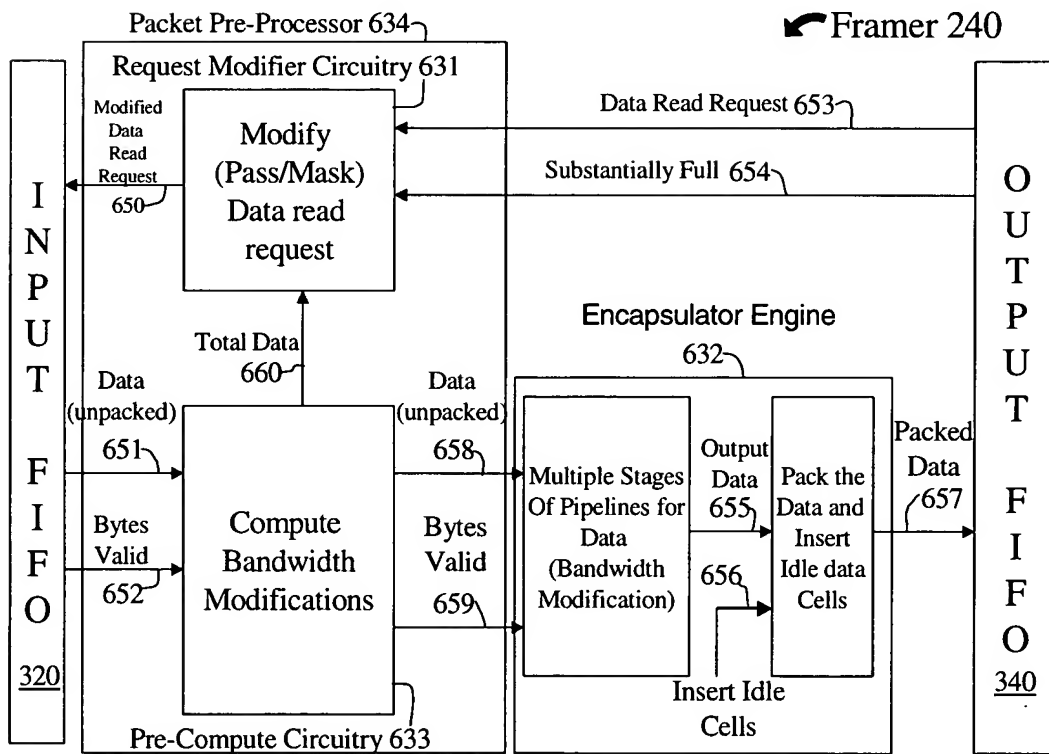 Packet Pre-Processor 634
Framer 240
Request Modifier Circuitry 631
Modified
Data
Read
Request
650
Modify
(Pass/Mask)
Data read
request
Data Read Request 653
Substantially Full 654
INPUT FIFO
320
OUTPUT FIFO
340
Total Data
660
Encapsulator Engine
632
Data
(unpacked)
651
Bytes
Valid
652
Compute
Bandwidth
Modifications
Data
(unpacked)
658
Bytes
Valid
659
Multiple Stages
Of Pipelines for
Data
(Bandwidth
Modification)
Output
Data
655
656
Pack the
Data and
Insert
Idle data
Cells
Packed
Data
657
Insert Idle
Cells
Pre-Compute Circuitry 633